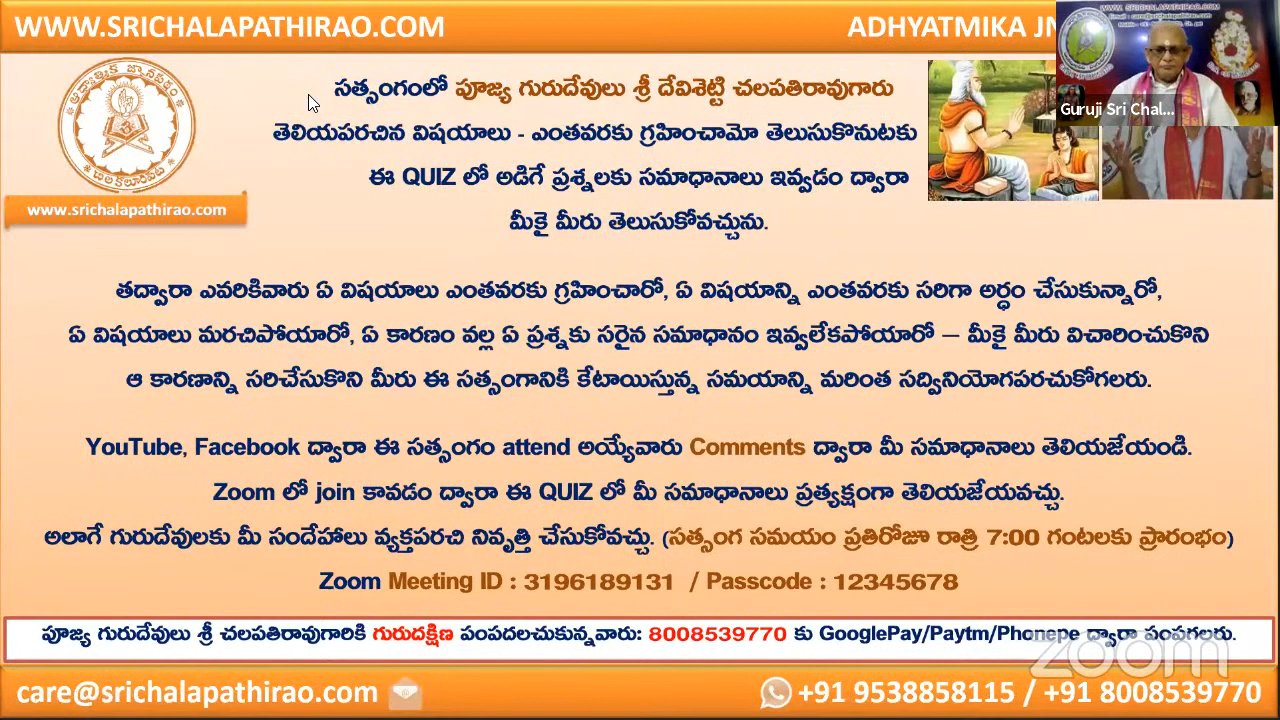 WWW.SRICHALAPATHIRAO.COM
ADHYATMIKA
సత్సంగంలో పూజ్య గురుదేవులు శ్రీ దేవిశెట్టి చలపతిరావుగారు
తెలియపరచిన విషయాలు - ఎంతవరకు గ్రహించామో తెలుసుకొనుటకు
ఈ QUIZ లో అడిగే ప్రశ్నలకు సమాధానాలు ఇవ్వడం ద్వారా
మీకై మీరు తెలుసుకోవచ్చును.
Guruji Sri Chal...
www.srichalapathirao.com
తద్వారా ఎవరికివారు ఏ విషయాలు ఎంతవరకు గ్రహించారో, ఏ విషయాన్ని ఎంతవరకు సరిగా అర్ధం చేసుకున్నారో,
ఏ విషయాలు మరచిపోయారో, ఏ కారణం వల్ల ఏ ప్రశ్నకు సరైన సమాధానం ఇవ్వలేకపోయారో – మీకై మీరు విచారించుకొని
ఆ కారణాన్ని సరిచేసుకొని మీరు ఈ సత్సంగానికి కేటాయిస్తున్న సమయాన్ని మరింత సద్వినియోగపరచుకోగలరు.
YouTube, Facebook ద్వారా ఈ సత్సంగం attend అయ్యేవారు Comments ద్వారా మీ సమాధానాలు తెలియజేయండి.
Zoom లో join కావడం ద్వారా ఈ QUIZ లో మీ సమాధానాలు ప్రత్యక్షంగా తెలియజేయవచ్చు.
అలాగే గురుదేవులకు మీ సందేహాలు వ్యక్తపరచి నివృత్తి చేసుకోవచ్చు. (సత్సంగ సమయం ప్రతిరోజూ రాత్రి 7:00 గంటలకు ప్రారంభం)
Zoom Meeting ID : 3196189131 / Passcode : 12345678
పూజ్య గురుదేవులు శ్రీ చలపతిరావుగారికి గురుదక్షిణ పంపదలచుకున్నవారు: 8008539770 కు GooglePay/Paytm/Phonepe ద్వారా పంపగలరు.
zoom
care@srichalapathirao.com
+91 9538858115 / +91 8008539770